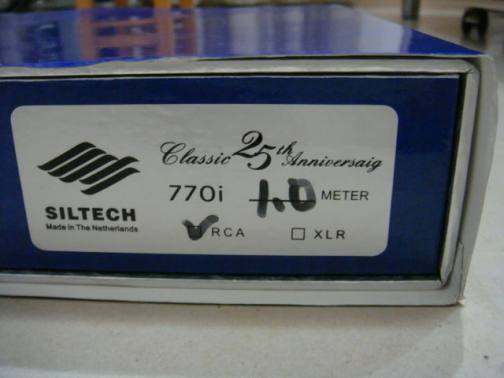 Classic 25th Anniversaig
770i 1.0 METER
SILTECH
Made in The Netherlands
RCA XLR